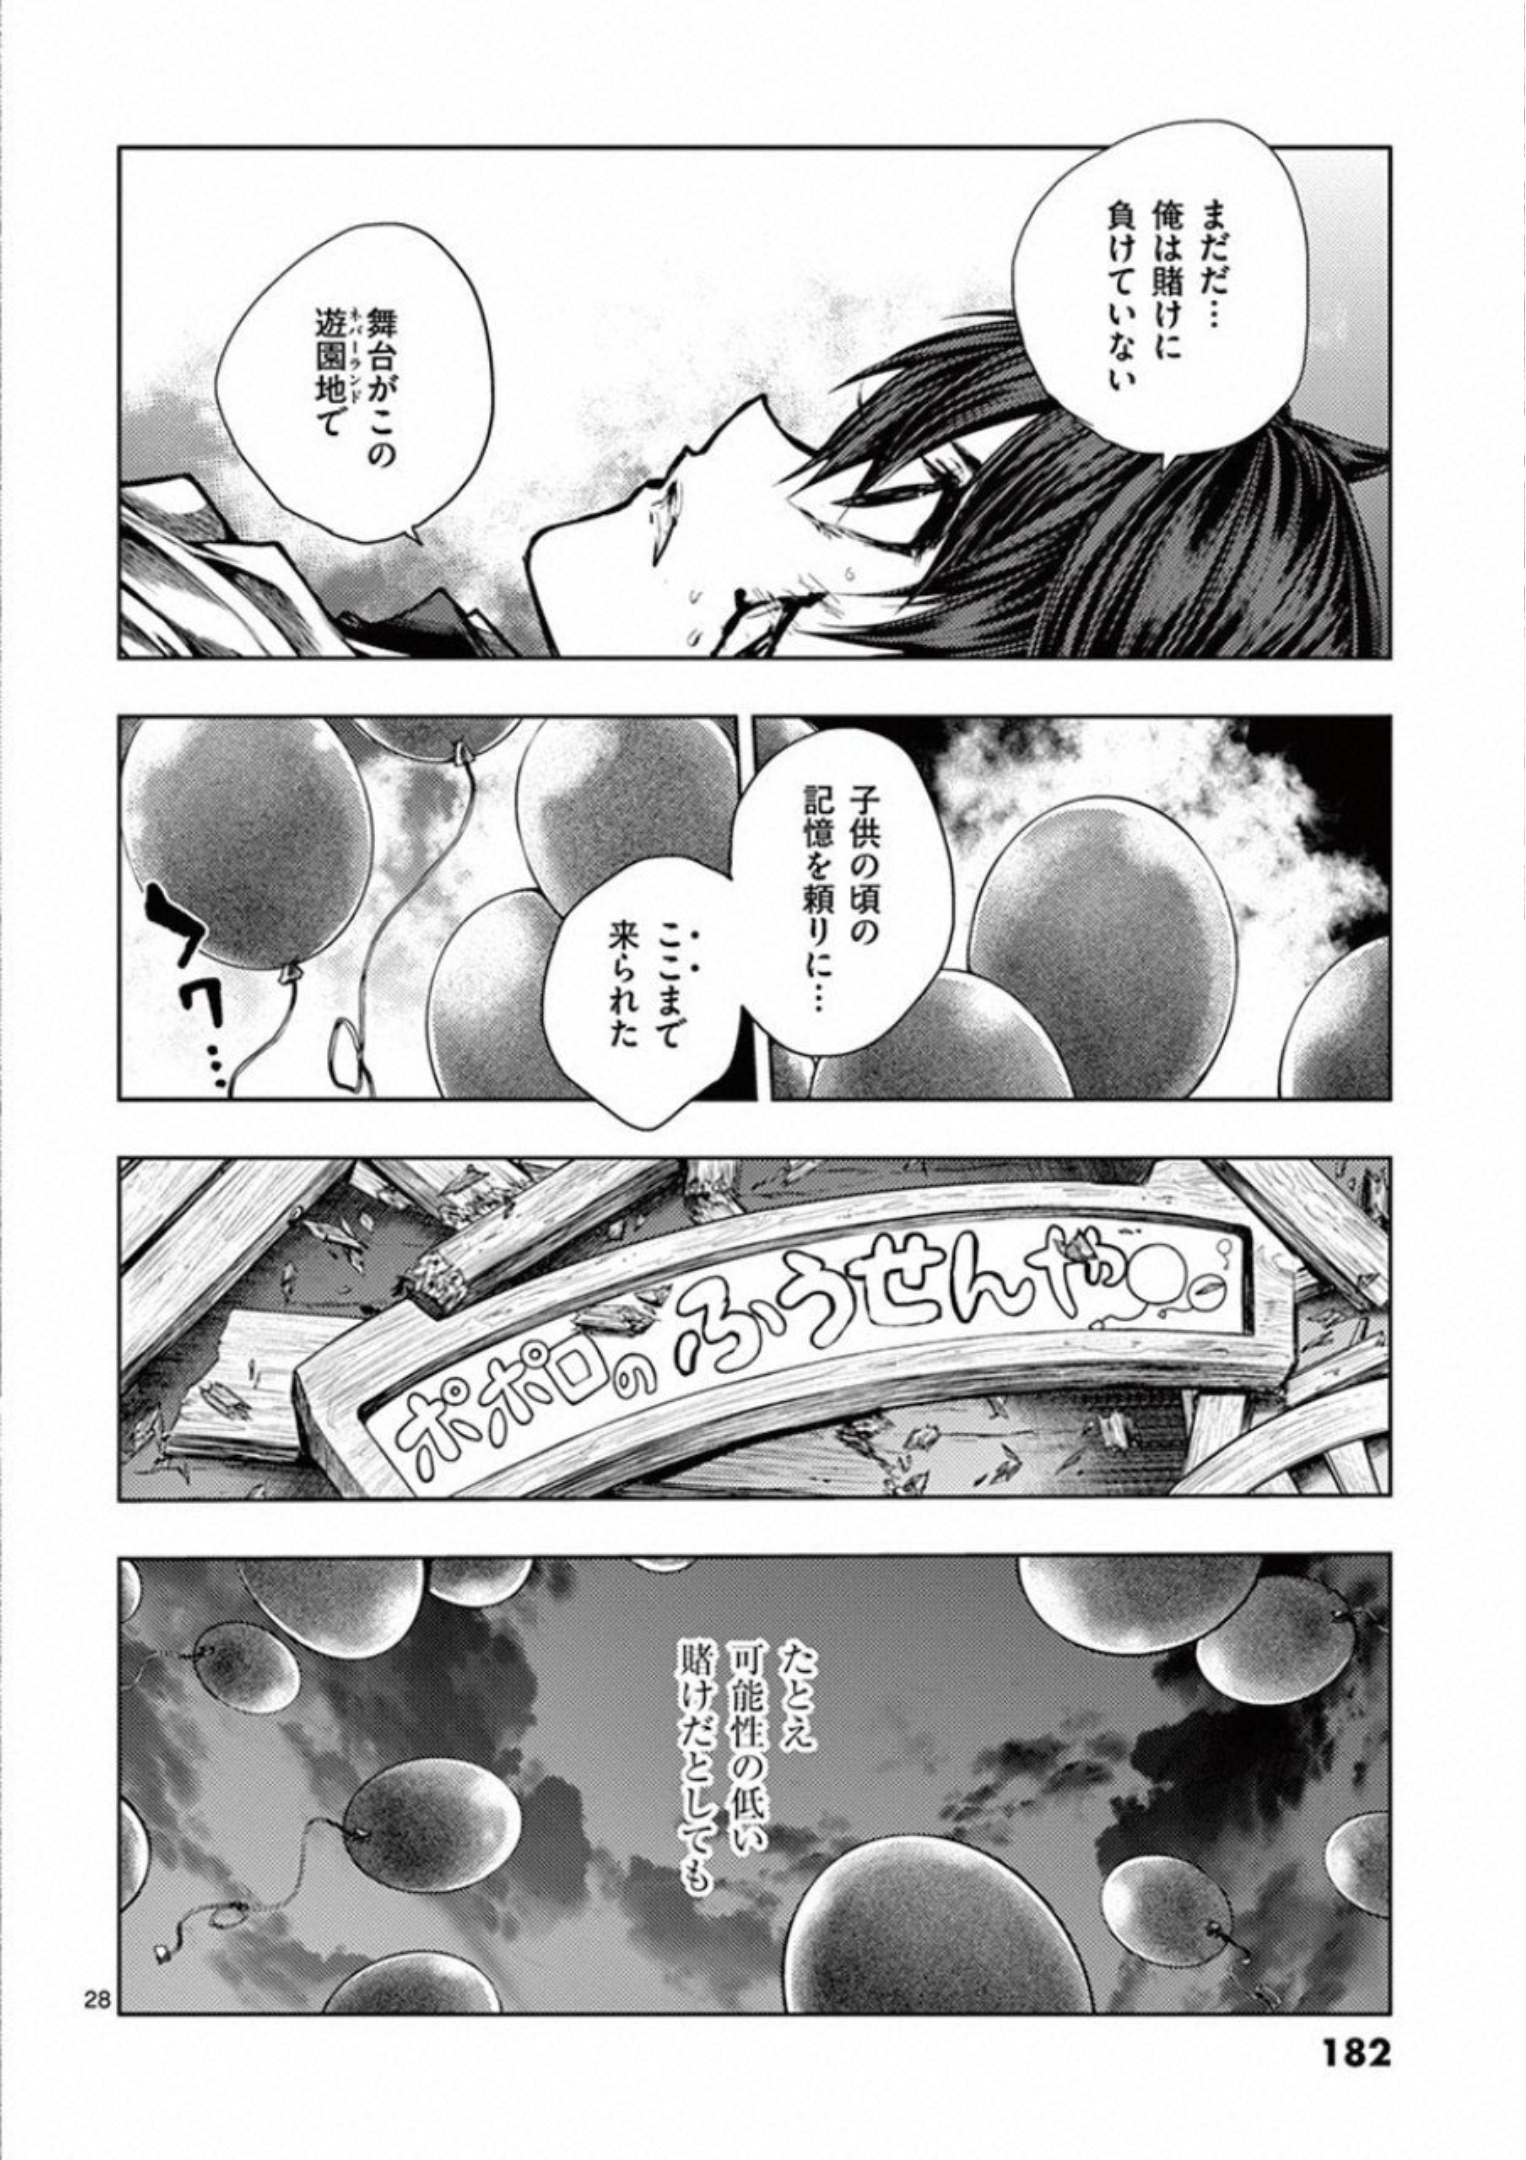 まだだ…
俺は賭けに
負けていない
舞台がこの
遊園地で
ネバーランド
子供の頃の
記憶を頼りに…
ここまで
来られた
クク…
ポポロのふうせんや
たとえ
可能性の低い
賭けだとしても
28
182